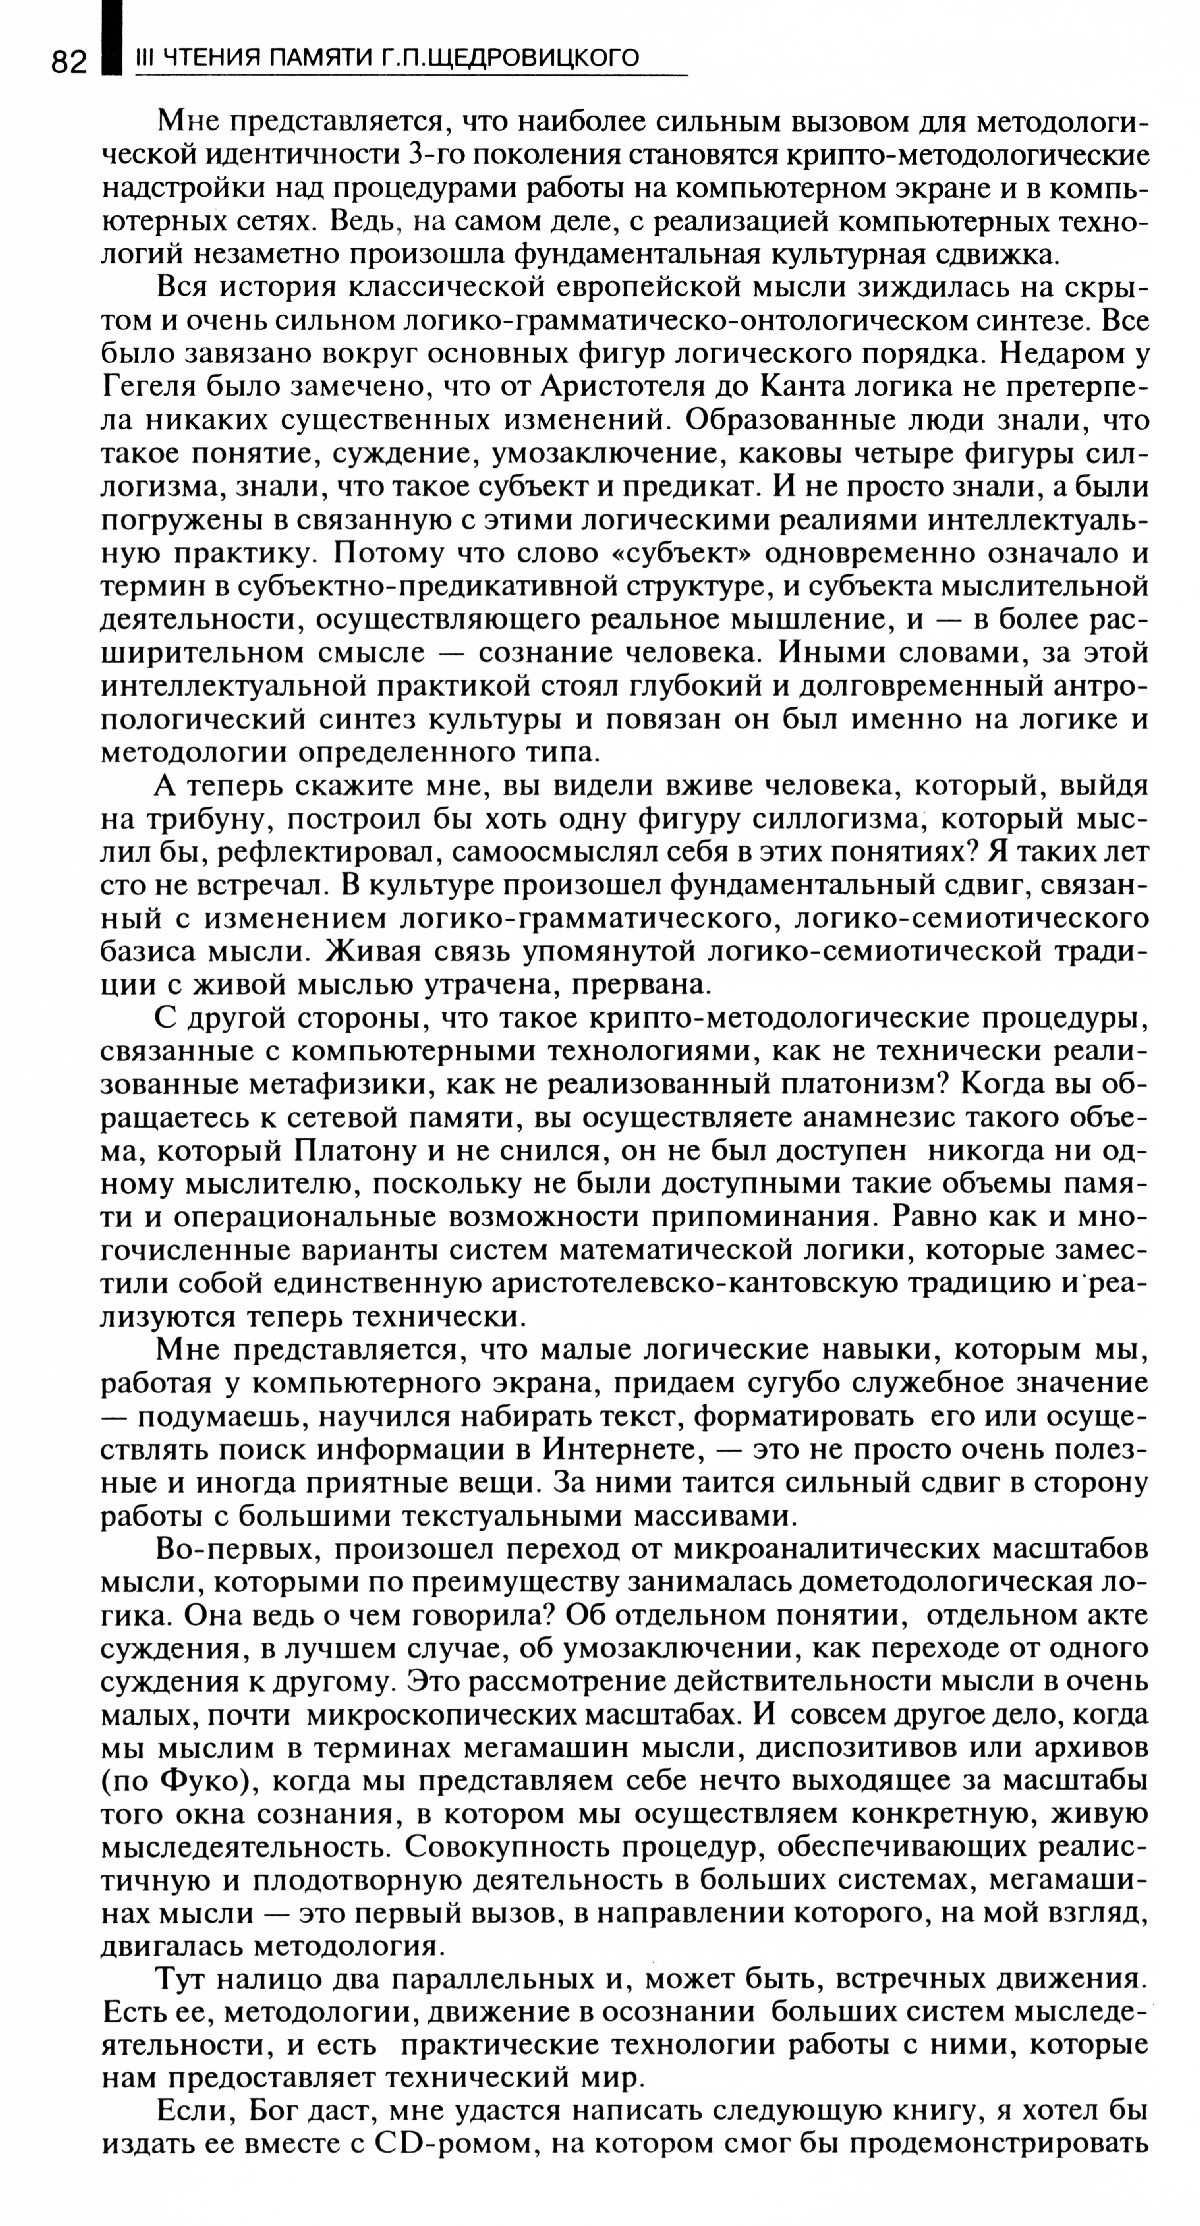 82 III ЧТЕНИЯ ПАМЯТИ Г.П.ЩЕДРОВИЦКОГО
Мне представляется, что наиболее сильным вызовом для методологи-
ческой идентичности 3-го поколения становятся крипто-методологические
надстройки над процедурами работы на компьютерном экране и в компь-
ютерных сетях. Ведь, на самом деле, с реализацией компьютерных техно-
логий незаметно произошла фундаментальная культурная сдвижка.
Вся история классической европейской мысли зиждилась на скры-
том и очень сильном логико-грамматическо-онтологическом синтезе. Все
было завязано вокруг основных фигур логического порядка. Недаром у
Гегеля было замечено, что от Аристотеля до Канта логика не претерпе-
ла никаких существенных изменений. Образованные люди знали, что
такое понятие, суждение, умозаключение, каковы четыре фигуры сил-
логизма, знали, что такое субъект и предикат. И не просто знали, а были
погружены в связанную с этими логическими реалиями интеллектуаль-
ную практику. Потому что слово «субъект» одновременно означало и
термин в субъектно-предикативной структуре, и субъекта мыслительной
деятельности, осуществляющего реальное мышление, и — в более рас-
ширительном смысле — сознание человека. Иными словами, за этой
интеллектуальной практикой стоял глубокий и долговременный антро-
пологический синтез культуры и повязан он был именно на логике и
методологии определенного типа.
А теперь скажите мне, вы видели вживе человека, который, выйдя
на трибуну, построил бы хоть одну фигуру силлогизма, который мыс-
лил бы, рефлектировал, самоосмыслял себя в этих понятиях? Я таких лет
сто не встречал. В культуре произошел фундаментальный сдвиг, связан-
ный с изменением логико-грамматического, логико-семиотического
базиса мысли. Живая связь упомянутой логико-семиотической тради-
ции с живой мыслью утрачена, прервана.
С другой стороны, что такое крипто-методологические процедуры,
связанные с компьютерными технологиями, как не технически реали-
зованные метафизики, как не реализованный платонизм? Когда вы об-
ращаетесь к сетевой памяти, вы осуществляете анамнезис такого объе-
ма, который Платону и не снился, он не был доступен никогда ни од-
ному мыслителю, поскольку не были доступными такие объемы памя-
ти и операциональные возможности припоминания. Равно как и мно-
гочисленные варианты систем математической логики, которые замес-
тили собой единственную аристотелевско-кантовскую традицию и реа-
лизуются теперь технически.
Мне представляется, что малые логические навыки, которым мы,
работая у компьютерного экрана, придаем сугубо служебное значение
— подумаешь, научился набирать текст, форматировать его или осуще-
ствлять поиск информации в Интернете, — это не просто очень полез-
ные и иногда приятные вещи. За ними таится сильный сдвиг в сторону
работы с большими текстуальными массивами.
Во-первых, произошел переход от микроаналитических масштабов
мысли, которыми по преимуществу занималась дометодологическая ло-
гика. Она ведь о чем говорила? Об отдельном понятии, отдельном акте
суждения, в лучшем случае, об умозаключении, как переходе от одного
суждения к другому. Это рассмотрение действительности мысли в очень
малых, почти микроскопических масштабах. И совсем другое дело, когда
мы мыслим в терминах мегамашин мысли, диспозитивов или архивов
(по Фуко), когда мы представляем себе нечто выходящее за масштабы
того окна сознания, в котором мы осуществляем конкретную, живую
мыследеятельность. Совокупность процедур, обеспечивающих реалис-
тичную и плодотворную деятельность в больших системах, мегамаши-
нах мысли — это первый вызов, в направлении которого, на мой взгляд,
двигалась методология.
Тут налицо два параллельных и, может быть, встречных движения.
Есть ее, методологии, движение в осознании больших систем мыследе-
ятельности, и есть практические технологии работы с ними, которые
нам предоставляет технический мир.
Если, Бог даст, мне удастся написать следующую книгу, я хотел бы
издать ее вместе с CD-ромом, на котором смог бы продемонстрировать